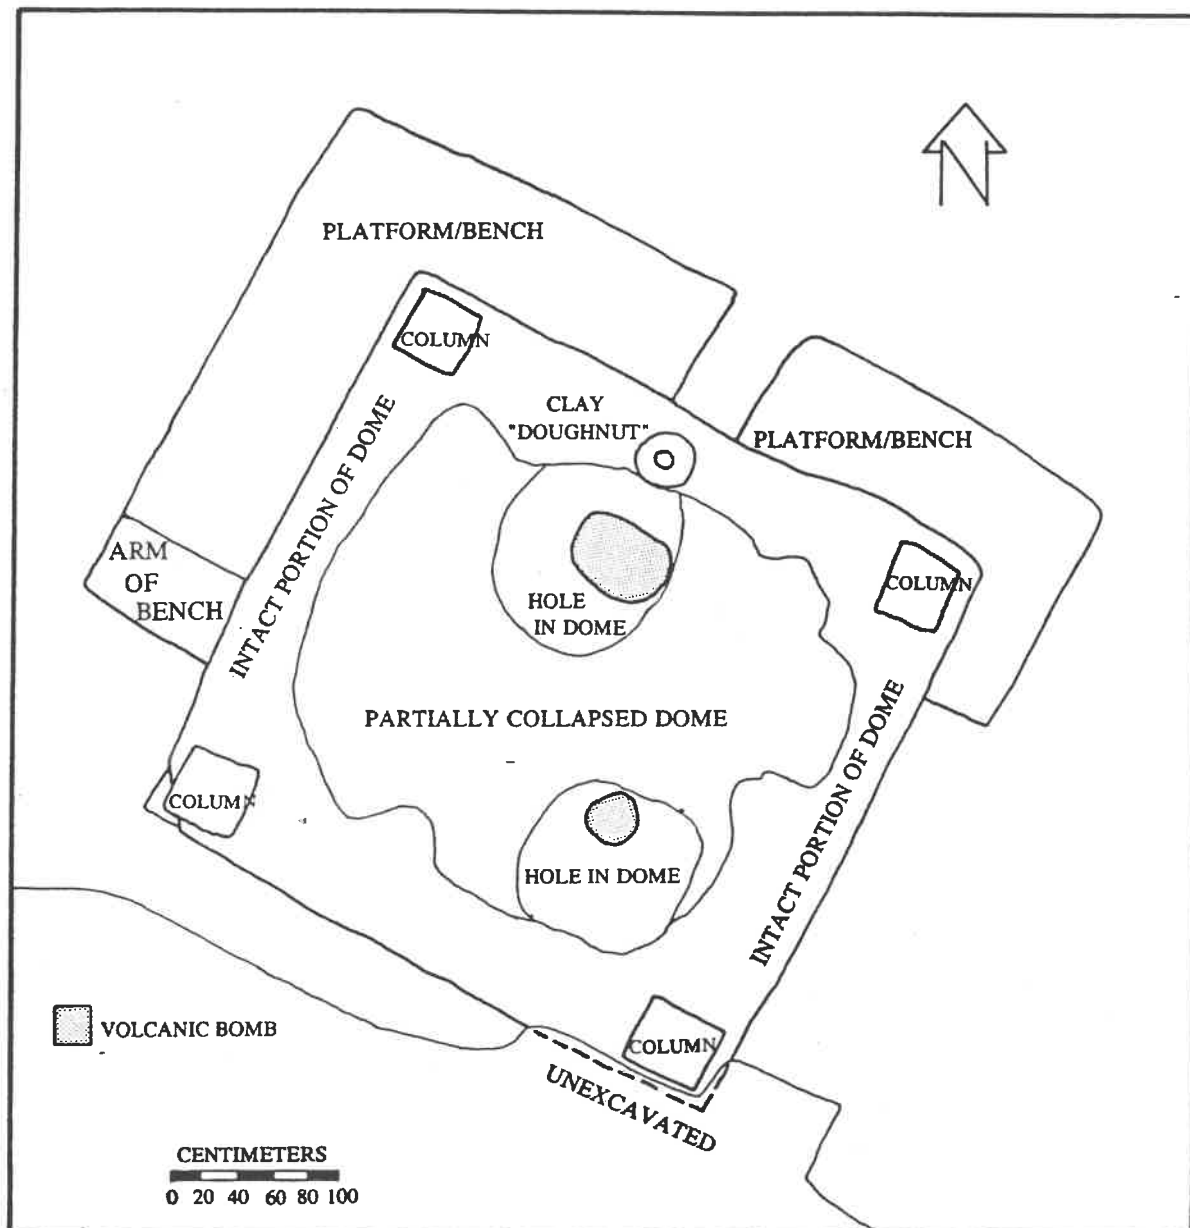 N
PLATFORM/BENCH
COLUMN
CLAY
"DOUGHNUT"
PLATFORM/BENCH
INTACT PORTION OF DOME
ARM
OF
BENCH
HOLE
IN DOME
COLUMN
PARTIALLY COLLAPSED DOME
INTACT PORTION OF DOME
COLUM
HOLE IN DOME
VOLCANIC BOMB
COLUMN
UNEXCAVATED
CENTIMETERS
0 20 40 60 80 100